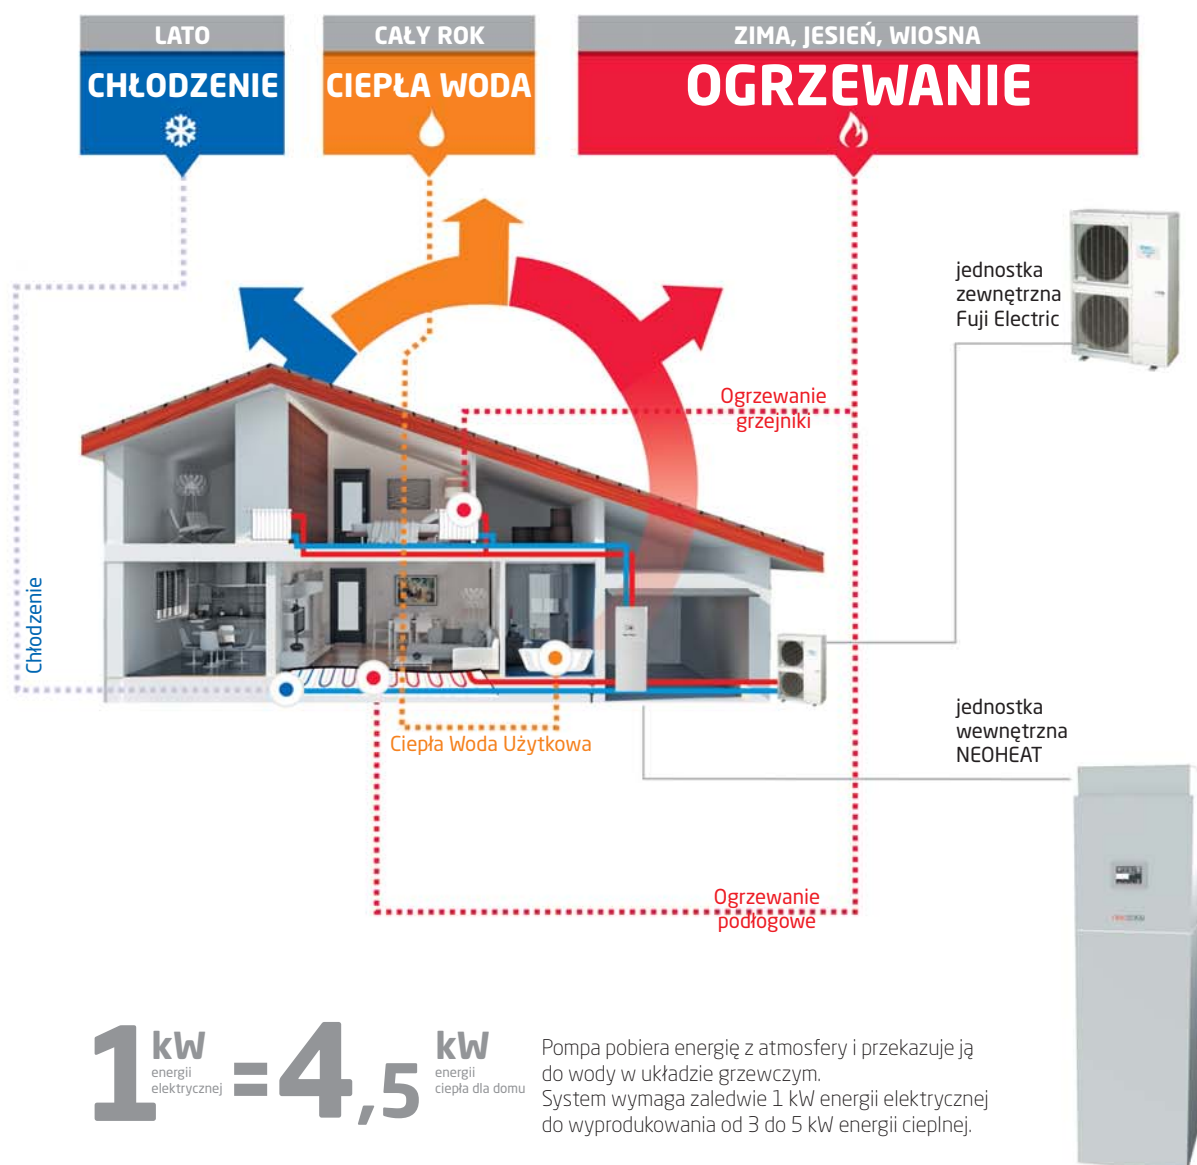 LATO
CHŁODZENIE
CAŁY ROK
CIEPŁA WODA
ZIMA, JESIEŃ, WIOSNA
OGRZEWANIE
jednostka
zewnętrzna
Fuji Electric
Ogrzewanie
grzejniki
Chłodzenie
Ciepła Woda Użytkowa
jednostka
wewnętrzna
NEOHEAT
Ogrzewanie
podłogowe
1 kW energii elektrycznej = 4,5 kW energii ciepła dla domu
Pompa pobiera energię z atmosfery i przekazuje ją
do wody w układzie grzewczym.
System wymaga zaledwie 1 kW energii elektrycznej
do wyprodukowania od 3 do 5 kW energii cieplnej.